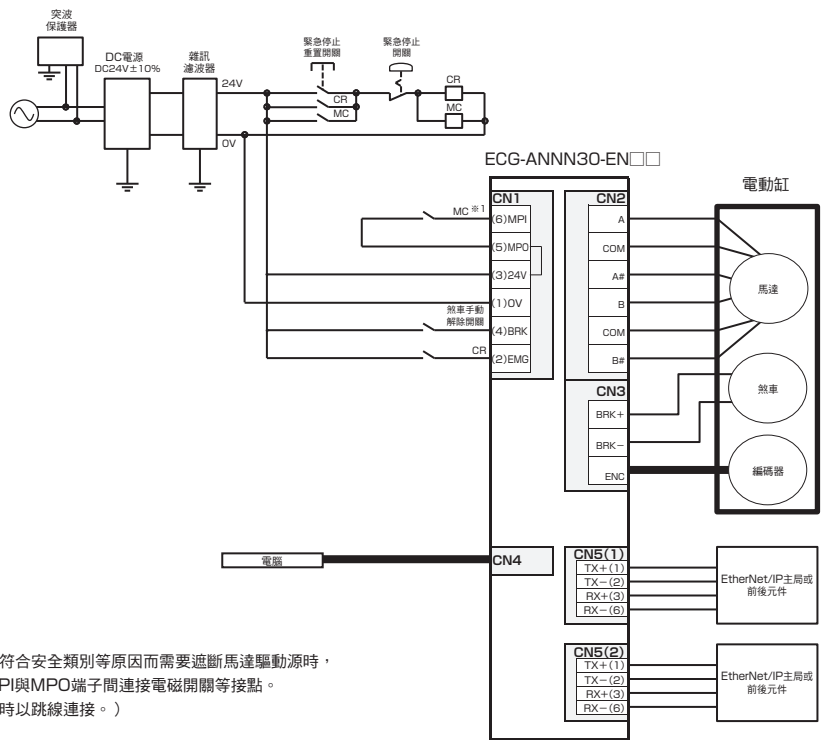 突波
保護器
DC電源
DC24V±10%
雜訊
濾波器
24V
0V
緊急停止
重置開關
緊急停止
開關
CR
MC
CR
MC
ECG-ANNN30-EN□□
電動缸
CN1
MC ※1
(6)MPI
(5)MPO
(3)24V
(1)0V
煞車手動
解除開關
(4)BRK
CR
(2)EMG
CN2
A
COM
A#
B
COM
B#
CN3
BRK+
BRK−
ENC
馬達
煞車
編碼器
電腦
CN4
CN5(1)
TX+(1)
TX−(2)
RX+(3)
RX−(6)
EtherNet/IP主局或
前後元件
CN5(2)
TX+(1)
TX−(2)
RX+(3)
RX−(6)
EtherNet/IP主局或
前後元件
符合安全類別等原因而需要遮斷馬達驅動源時，
PI與MPO端子間連接電磁開關等接點。
時以跳線連接。）